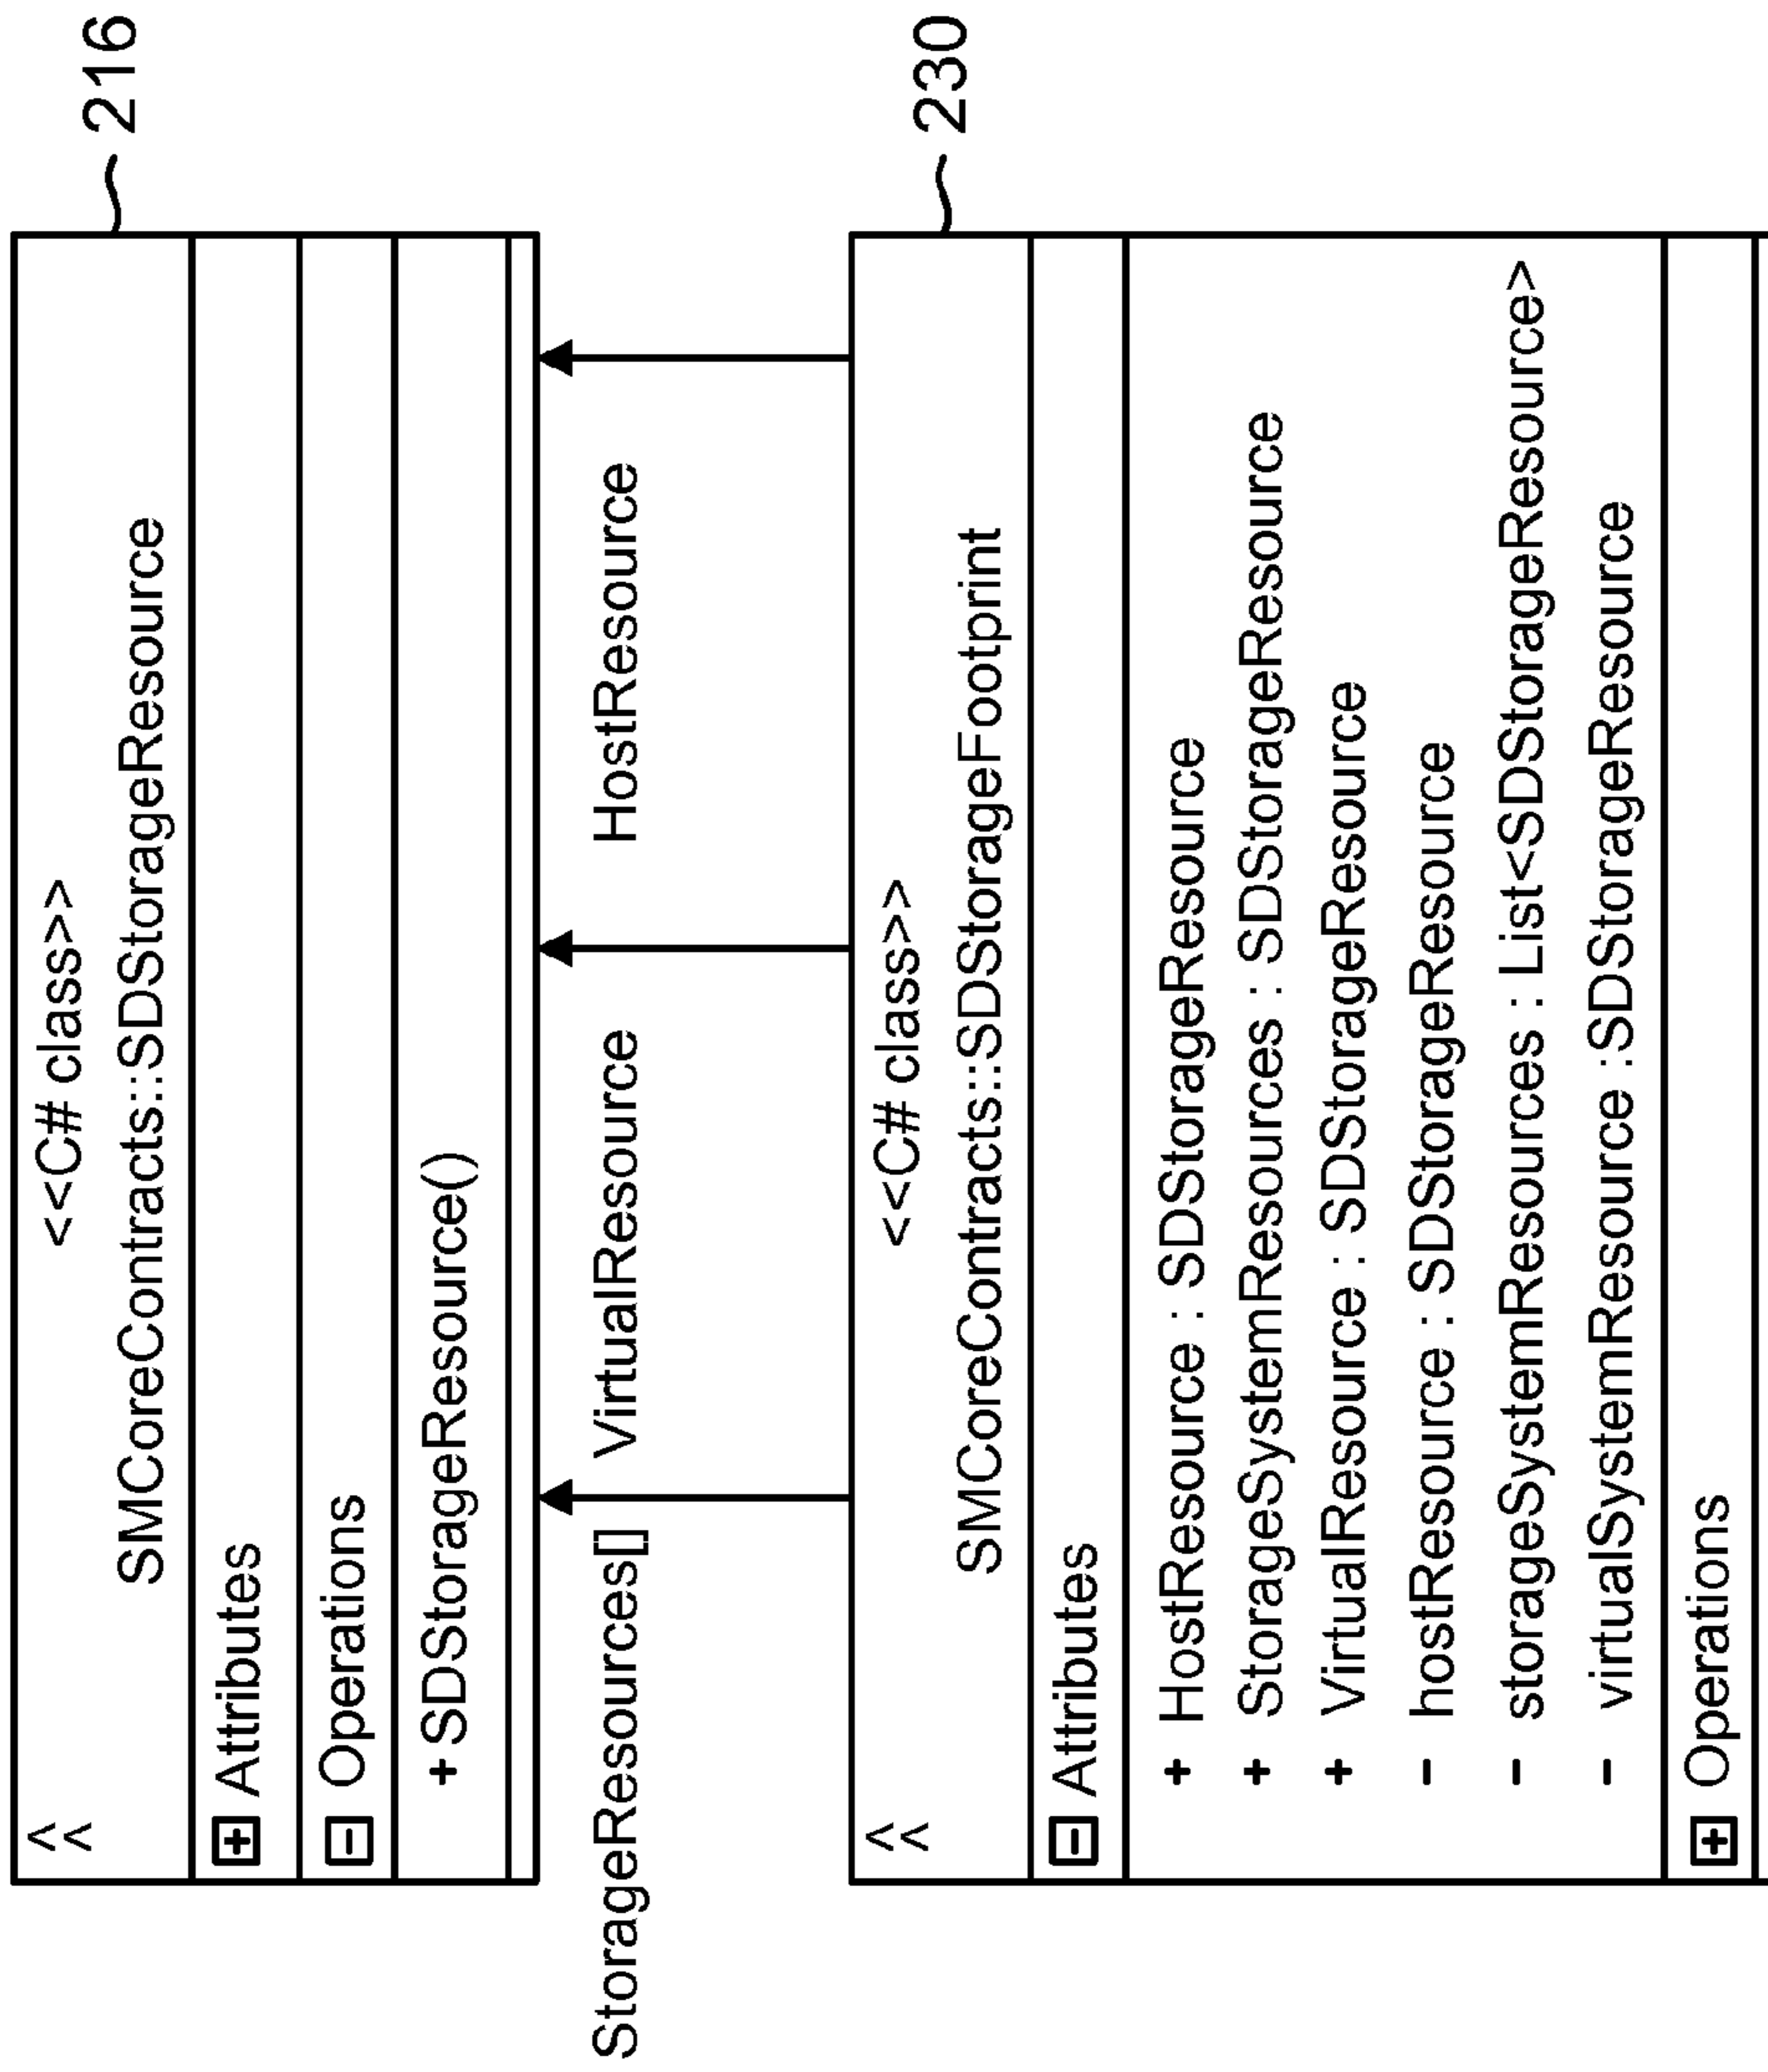 <<
<<C# class>>
SMCoreContracts::SDStorageResource
216
+ Attributes
- Operations
+ SDStorageResource()
StorageResources[]
VirtualResource
HostResource
<<
<<C# class>>
SMCoreContracts::SDStorageFootprint
230
- Attributes
+ HostResource : SDStorageResource
+ StorageSystemResources : SDStorageResource
+ VirtualResource : SDStorageResource
- hostResource : SDStorageResource
- storageSystemResources : List<SDStorageResource>
- virtualSystemResource :SDStorageResource
+ Operations